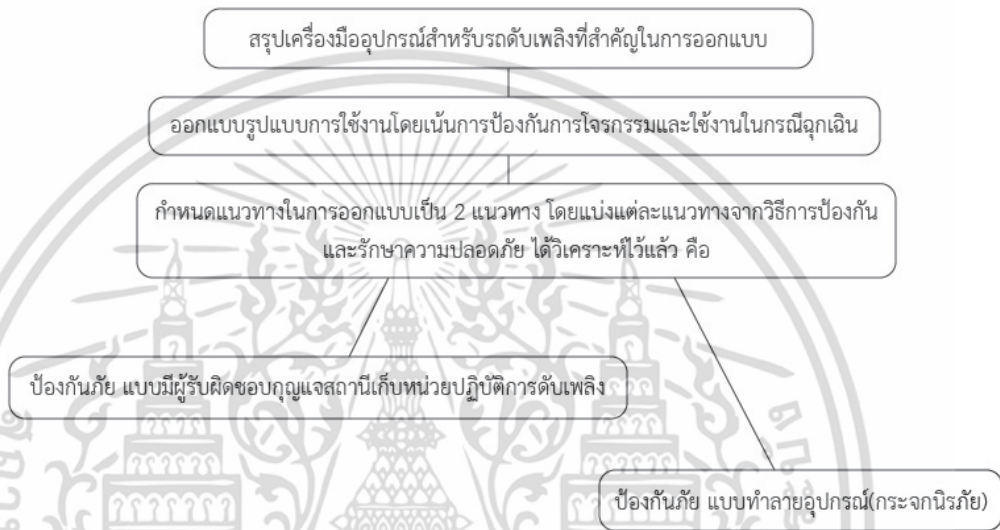 สรุปเครื่องมืออุปกรณ์สำหรับรถดับเพลิงที่สำคัญในการออกแบบ
ออกแบบรูปแบบการใช้งานโดยเน้นการป้องกันการโจรกรรมและใช้งานในกรณีฉุกเฉิน
กำหนดแนวทางในการออกแบบเป็น 2 แนวทาง โดยแบ่งแต่ละแนวทางจากวิธีการป้องกัน
และรักษาความปลอดภัย ได้วิเคราะห์ไว้แล้ว คือ
ป้องกันภัย แบบมีผู้รับผิดชอบกุญแจสถานีเก็บหน่วยปฏิบัติการดับเพลิง
ป้องกันภัย แบบทำลายอุปกรณ์(กระจกนิรภัย)